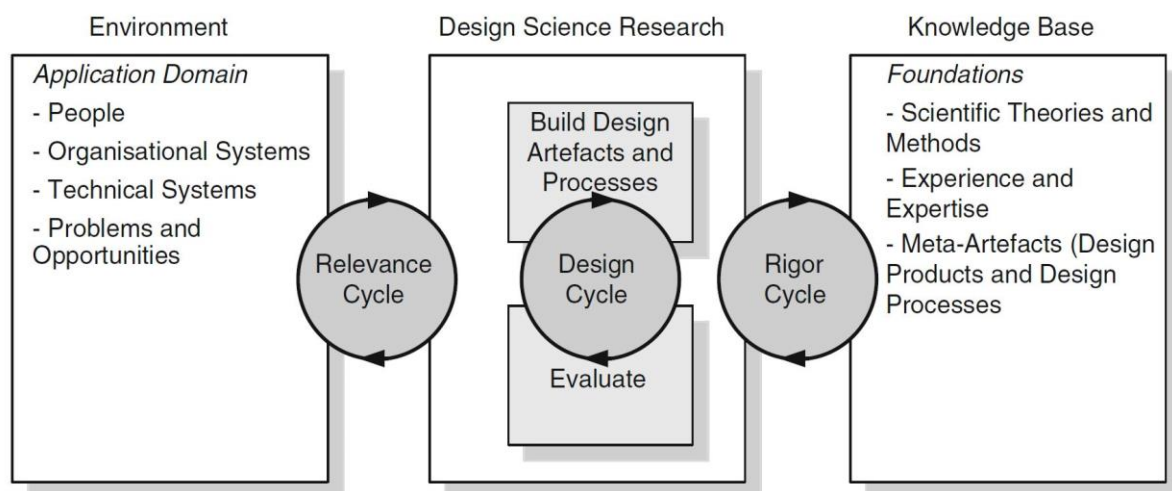 Environment
Design Science Research
Knowledge Base
Application Domain
- People
- Organisational Systems
- Technical Systems
- Problems and
Opportunities
Relevance
Cycle
Build Design
Artefacts and
Processes
Design
Cycle
Evaluate
Rigor
Cycle
Foundations
- Scientific Theories and
Methods
- Experience and
Expertise
- Meta-Artefacts (Design
Products and Design
Processes